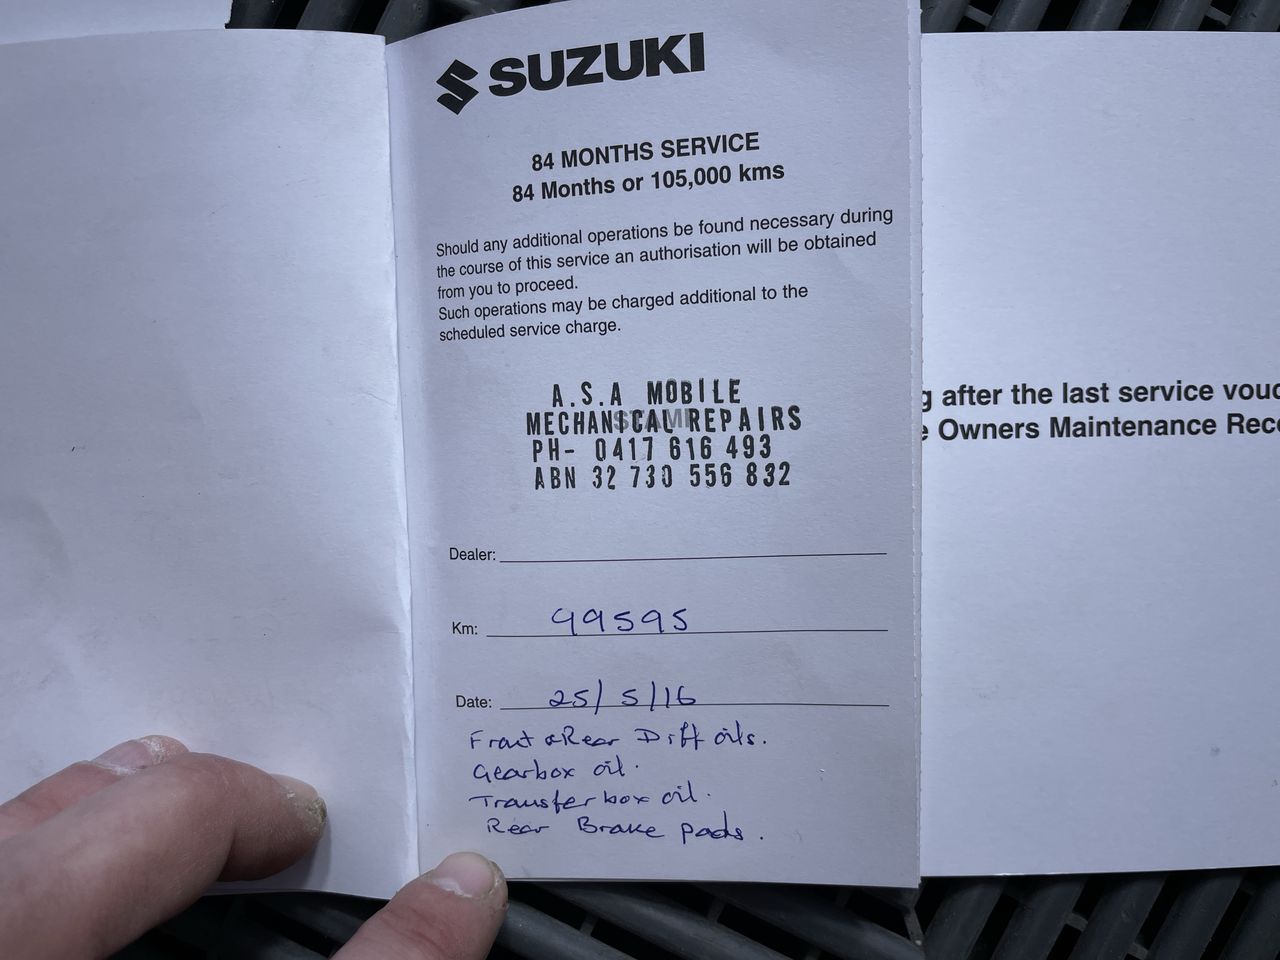 SUZUKI
84 MONTHS SERVICE
84 Months or 105,000 kms
Should any additional operations be found necessary during
the course of this service an authorisation will be obtained
from you to proceed.
Such operations may be charged additional to the
scheduled service charge.
STAMP
A.S.A MOBILE
MECHANICAL REPAIRS
PH- 0417 616 493
ABN 32 730 556 832
Dealer:
Km: 99595
Date: 25/5/16
Front & Rear Diff oils.
Gearbox oil.
Transfer box oil.
Rear Brake pads.
g after the last service vouc
e Owners Maintenance Rec